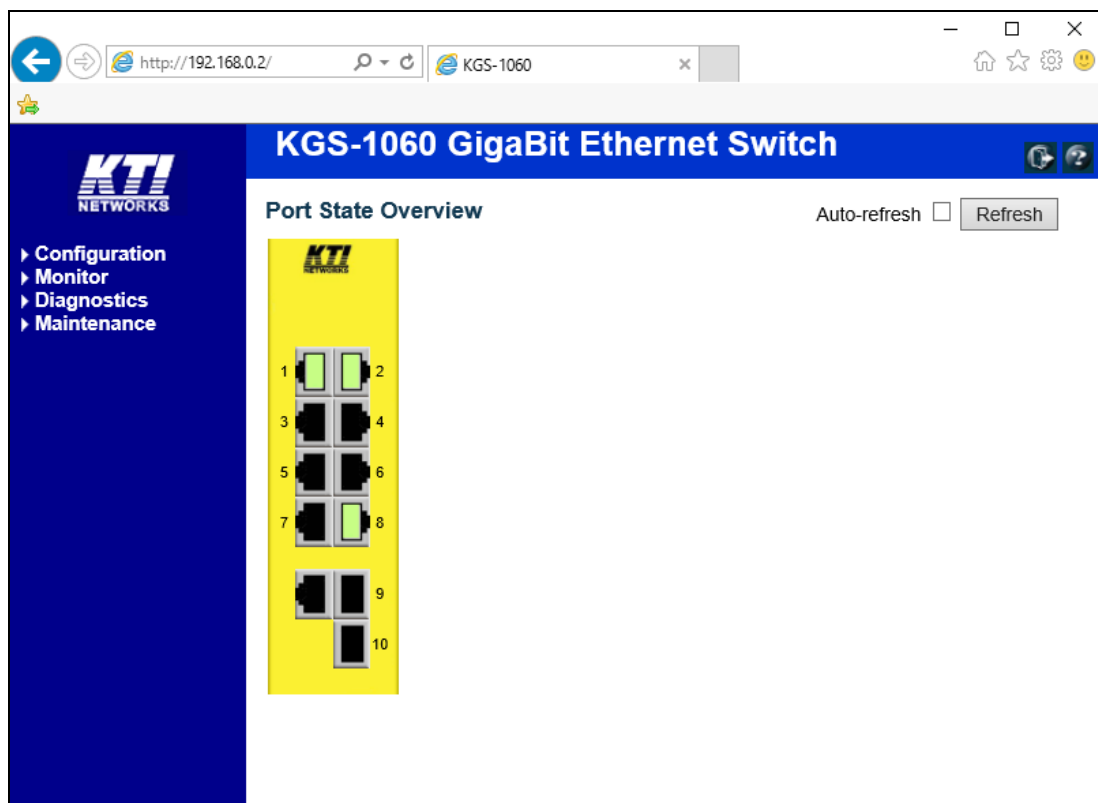 http://192.168.0.2/
KGS-1060
KTI
NETWORKS
KGS-1060 GigaBit Ethernet Switch
Configuration
Monitor
Diagnostics
Maintenance
Port State Overview
Auto-refresh
Refresh
KTI
NETWORKS
1
2
3
4
5
6
7
8
9
10